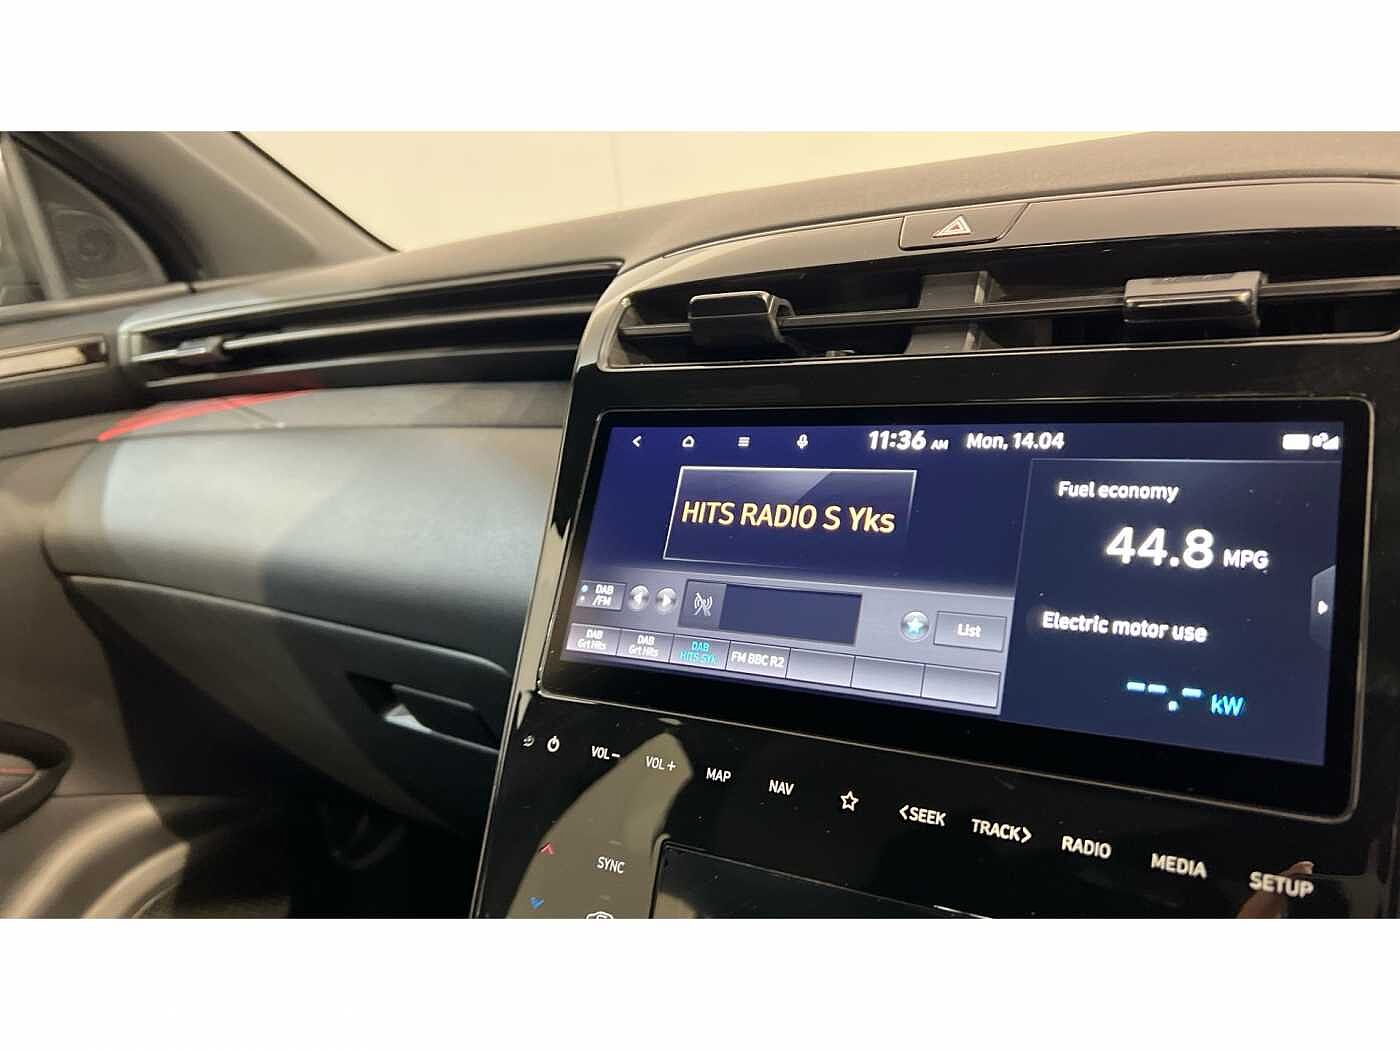 11:36 AM Mon, 14.04
HITS RADIO S Yks
Fuel economy
44.8 MPG
Electric motor use
--.- kW
DAB
/FM
List
DAB
Grt Hits
DAB
Grt Hits
DAB
HITS SYK
FM BBC R2
VOL− VOL+ MAP NAV <SEEK TRACK> RADIO MEDIA SETUP
SYNC